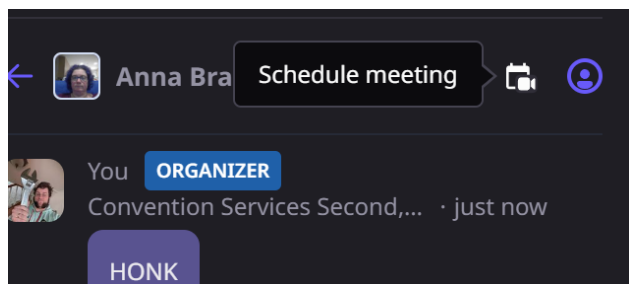 Anna Bra
Schedule meeting
You ORGANIZER
Convention Services Second,... · just now
HONK